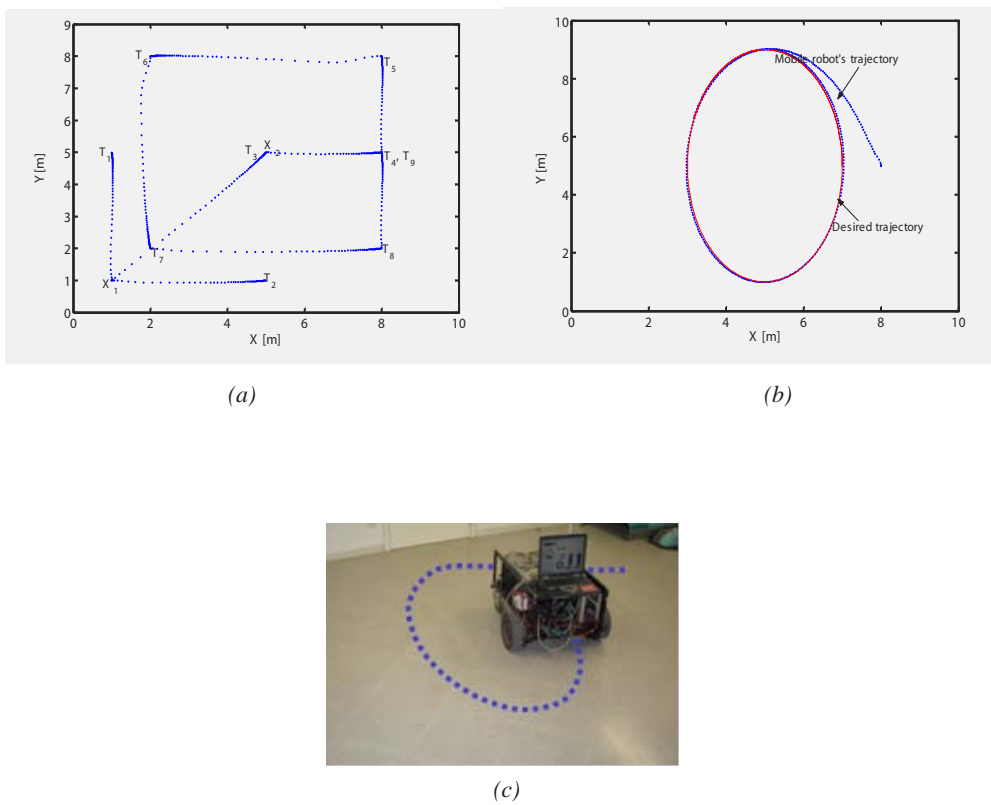 9
8
7
6
5
4
3
2
1
0
0 2 4 6 8 10
Y [m]
X [m]
T6
T5
T1
T3
X2
T4, T9
T7
T8
X1
T2
(a)
10
8
6
4
2
0
0 2 4 6 8 10
Y [m]
X [m]
Mobile robot's trajectory
Desired trajectory
(b)
(c)